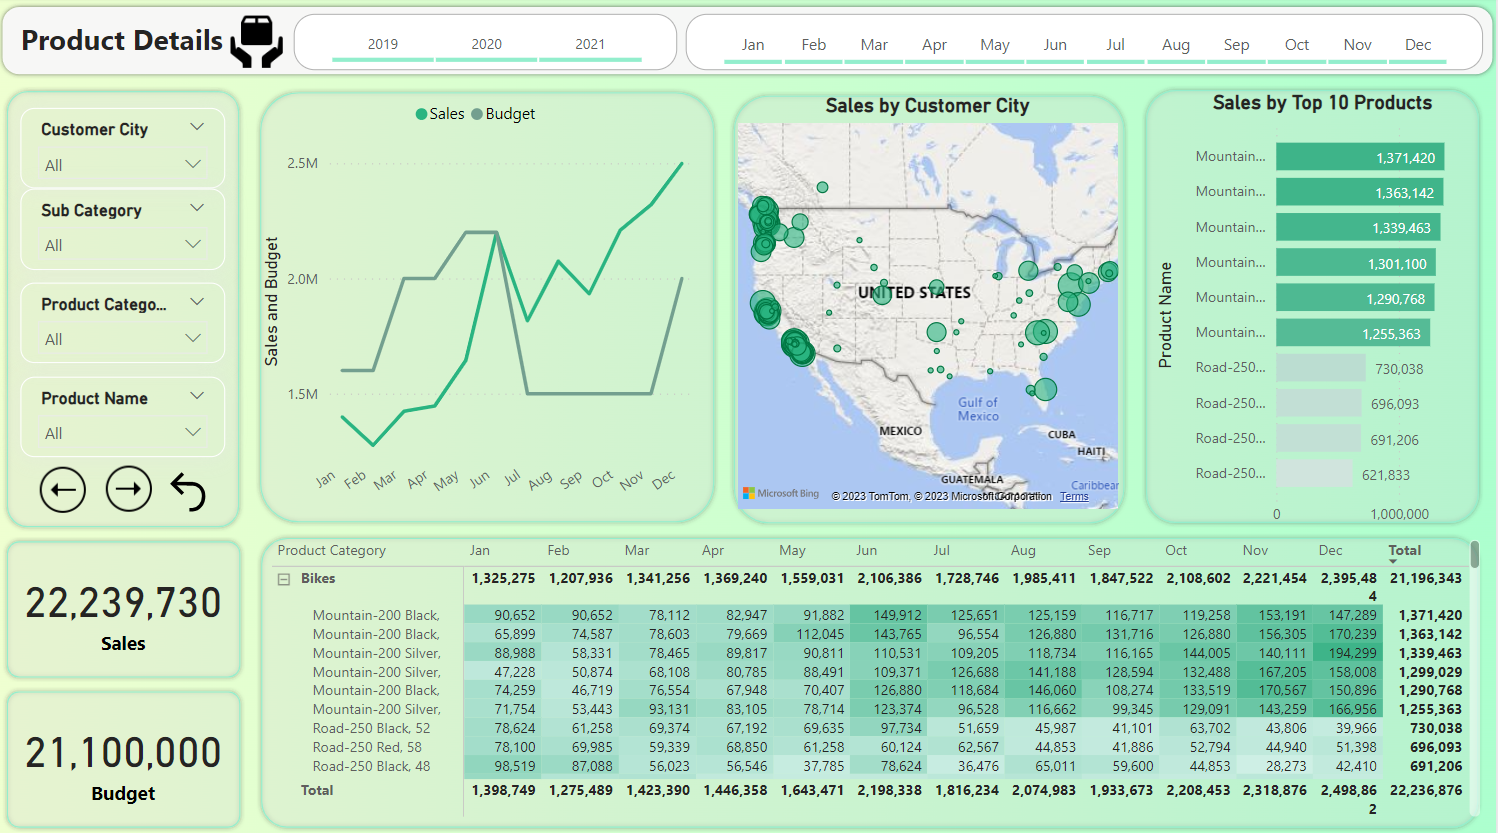 Product Details
2019 2020 2021
Jan Feb Mar Apr May Jun Jul Aug Sep Oct Nov Dec
Customer City
All
Sub Category
All
Product Catego...
All
Product Name
All
Sales Budget
Sales and Budget
2.5M
2.0M
1.5M
Jan Feb Mar Apr May Jun Jul Aug Sep Oct Nov Dec
Sales by Customer City
UNITED STATES
Gulf of
Mexico
MEXICO
CUBA
HAITI
GUATEMALA
Caribbean
Microsoft Bing
© 2023 TomTom, © 2023 Microsoft Corporation Terms
Sales by Top 10 Products
Product Name
Mountain... 1,371,420
Mountain... 1,363,142
Mountain... 1,339,463
Mountain... 1,301,100
Mountain... 1,290,768
Mountain... 1,255,363
Road-250... 730,038
Road-250... 696,093
Road-250... 691,206
Road-250... 621,833
0 1,000,000
22,239,730
Sales
21,100,000
Budget
Product Category Jan Feb Mar Apr May Jun Jul Aug Sep Oct Nov Dec Total
Bikes 1,325,275 1,207,936 1,341,256 1,369,240 1,559,031 2,106,386 1,728,746 1,985,411 1,847,522 2,108,602 2,221,454 2,395,48 21,196,343
4
Mountain-200 Black, 90,652 90,652 78,112 82,947 91,882 149,912 125,651 125,159 116,717 119,258 153,191 147,289 1,371,420
Mountain-200 Black, 65,899 74,587 78,603 79,669 112,045 143,765 96,554 126,880 131,716 126,880 156,305 170,239 1,363,142
Mountain-200 Silver, 88,988 58,331 78,465 89,817 90,811 110,531 109,205 118,734 116,165 144,005 140,111 194,299 1,339,463
Mountain-200 Silver, 47,228 50,874 68,108 80,785 88,491 109,371 126,688 141,188 128,594 132,488 167,205 158,008 1,299,029
Mountain-200 Black, 74,259 46,719 76,554 67,948 70,407 126,880 118,684 146,060 108,274 133,519 170,567 150,896 1,290,768
Mountain-200 Silver, 71,754 53,443 93,131 83,105 78,714 123,374 96,528 116,662 99,345 129,091 143,259 166,956 1,255,363
Road-250 Black, 52 78,624 61,258 69,374 67,192 69,635 97,734 51,659 45,987 41,101 63,702 43,806 39,966 730,038
Road-250 Red, 58 78,100 69,985 59,339 68,850 61,258 60,124 62,567 44,853 41,886 52,794 44,940 51,398 696,093
Road-250 Black, 48 98,519 87,088 56,023 56,546 37,785 78,624 36,476 65,011 59,600 44,853 28,273 42,410 691,206
Total 1,398,749 1,275,489 1,423,390 1,446,358 1,643,471 2,198,338 1,816,234 2,074,983 1,933,673 2,208,453 2,318,876 2,498,86 22,236,876
2